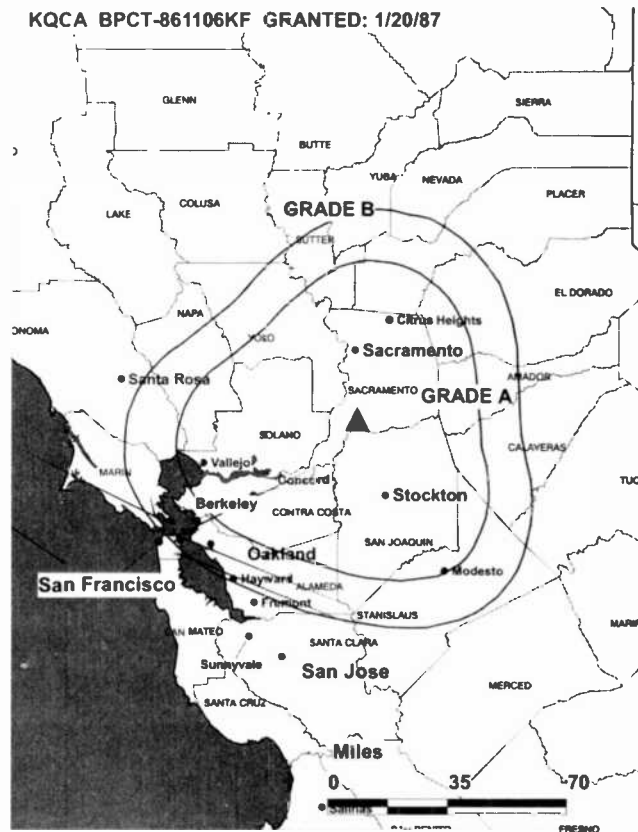 KQCA BPCT-861106KF GRANTED: 1/20/87
GLENN
SIERRA
BUTTE
YUBA
NEVADA
PLACER
LAKE
COLUSA
GRADE B
SUTTER
EL DORADO
ONOMA
NAPA
YOLO
Citrus Heights
Sacramento
Santa Rosa
SACRAMENTO
GRADE A
AMADOR
SOLANO
CALAVERAS
MARIN
Vallejo
Concord
TUC
Berkeley
CONTRA COSTA
Stockton
SAN JOAQUIN
Oakland
San Francisco
Hayward
ALAMEDA
Modesto
Fremont
STANISLAUS
SAN MATEO
SANTA CLARA
MARI
Sunnyvale
San Jose
MERCED
SANTA CRUZ
Miles
0 35 70
Salinas
FRESNO